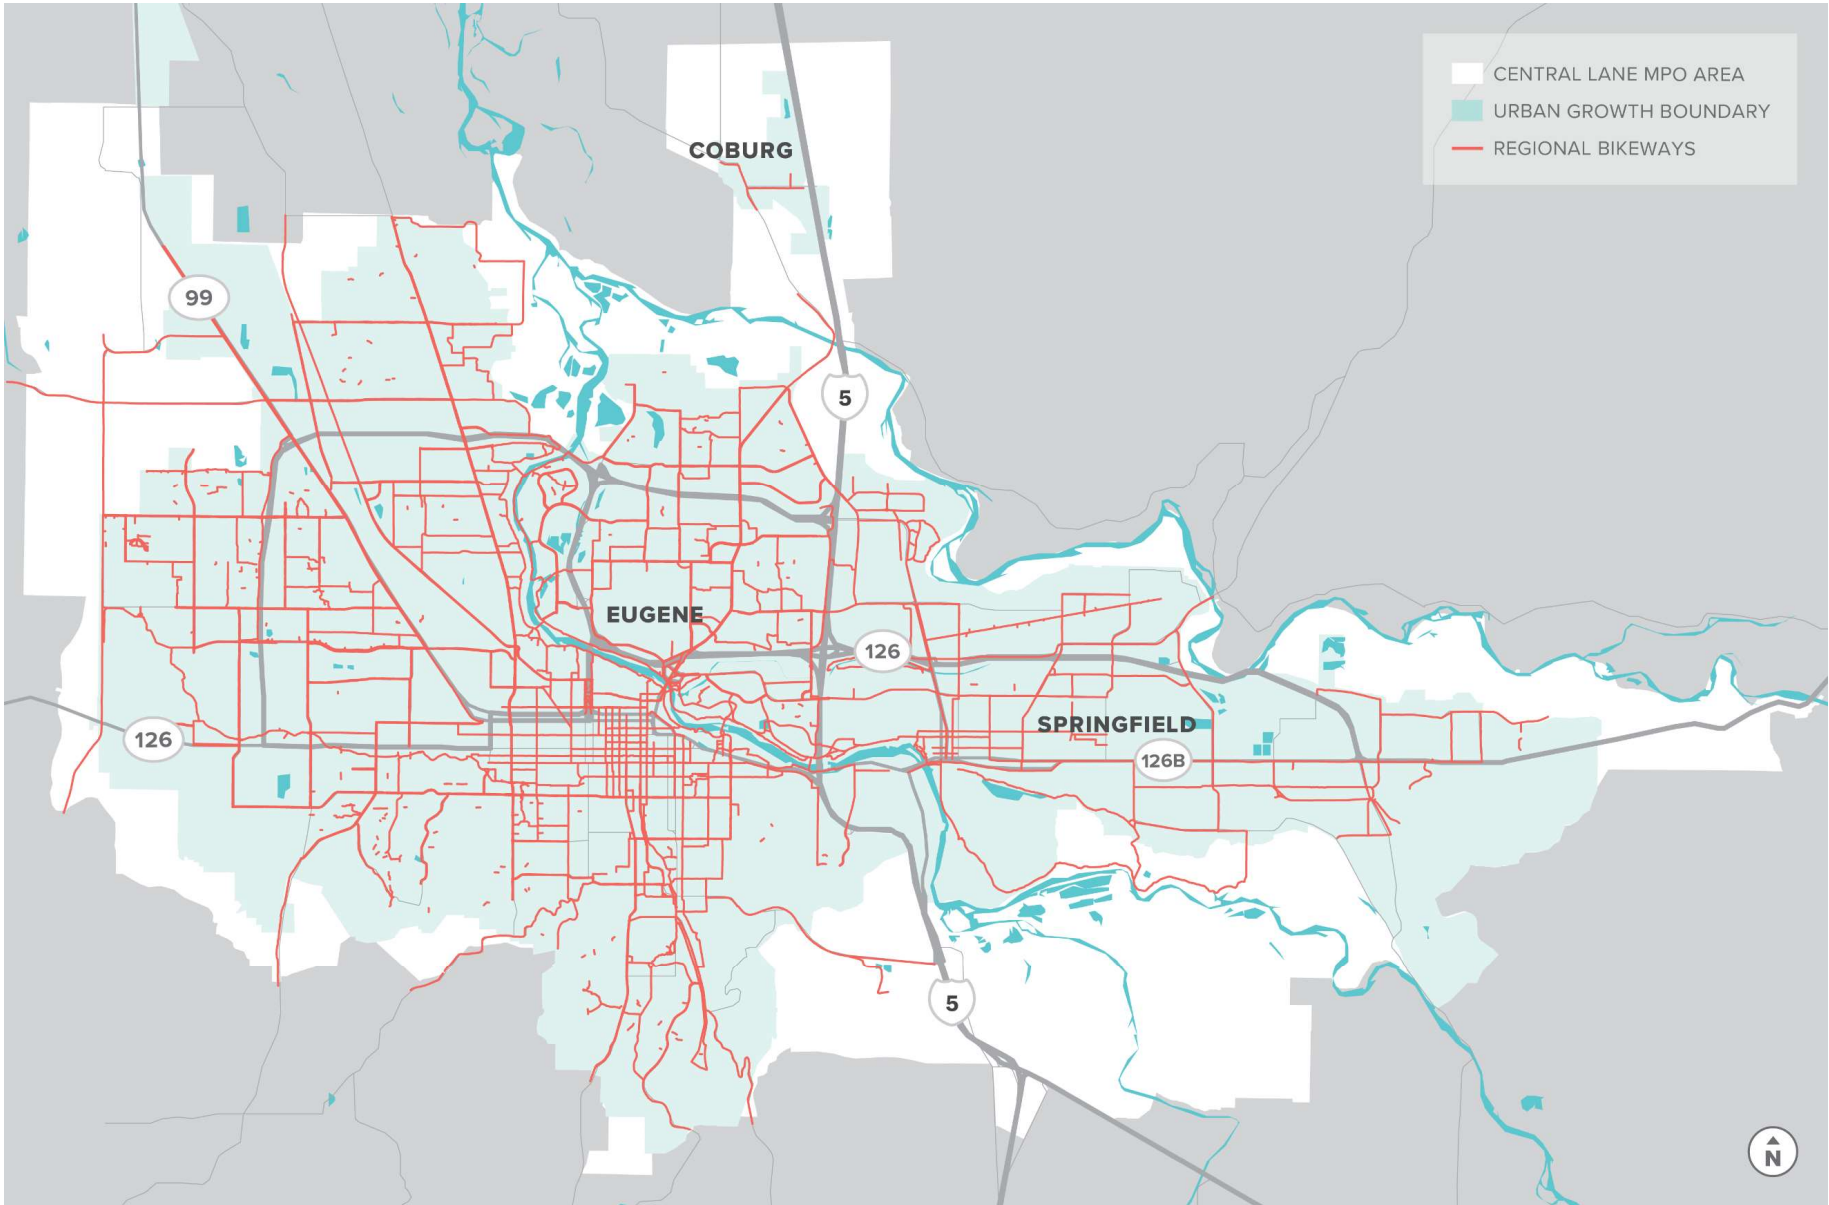 CENTRAL LANE MPO AREA
URBAN GROWTH BOUNDARY
REGIONAL BIKEWAYS
COBURG
99
5
EUGENE
126
SPRINGFIELD
126
126B
5
N